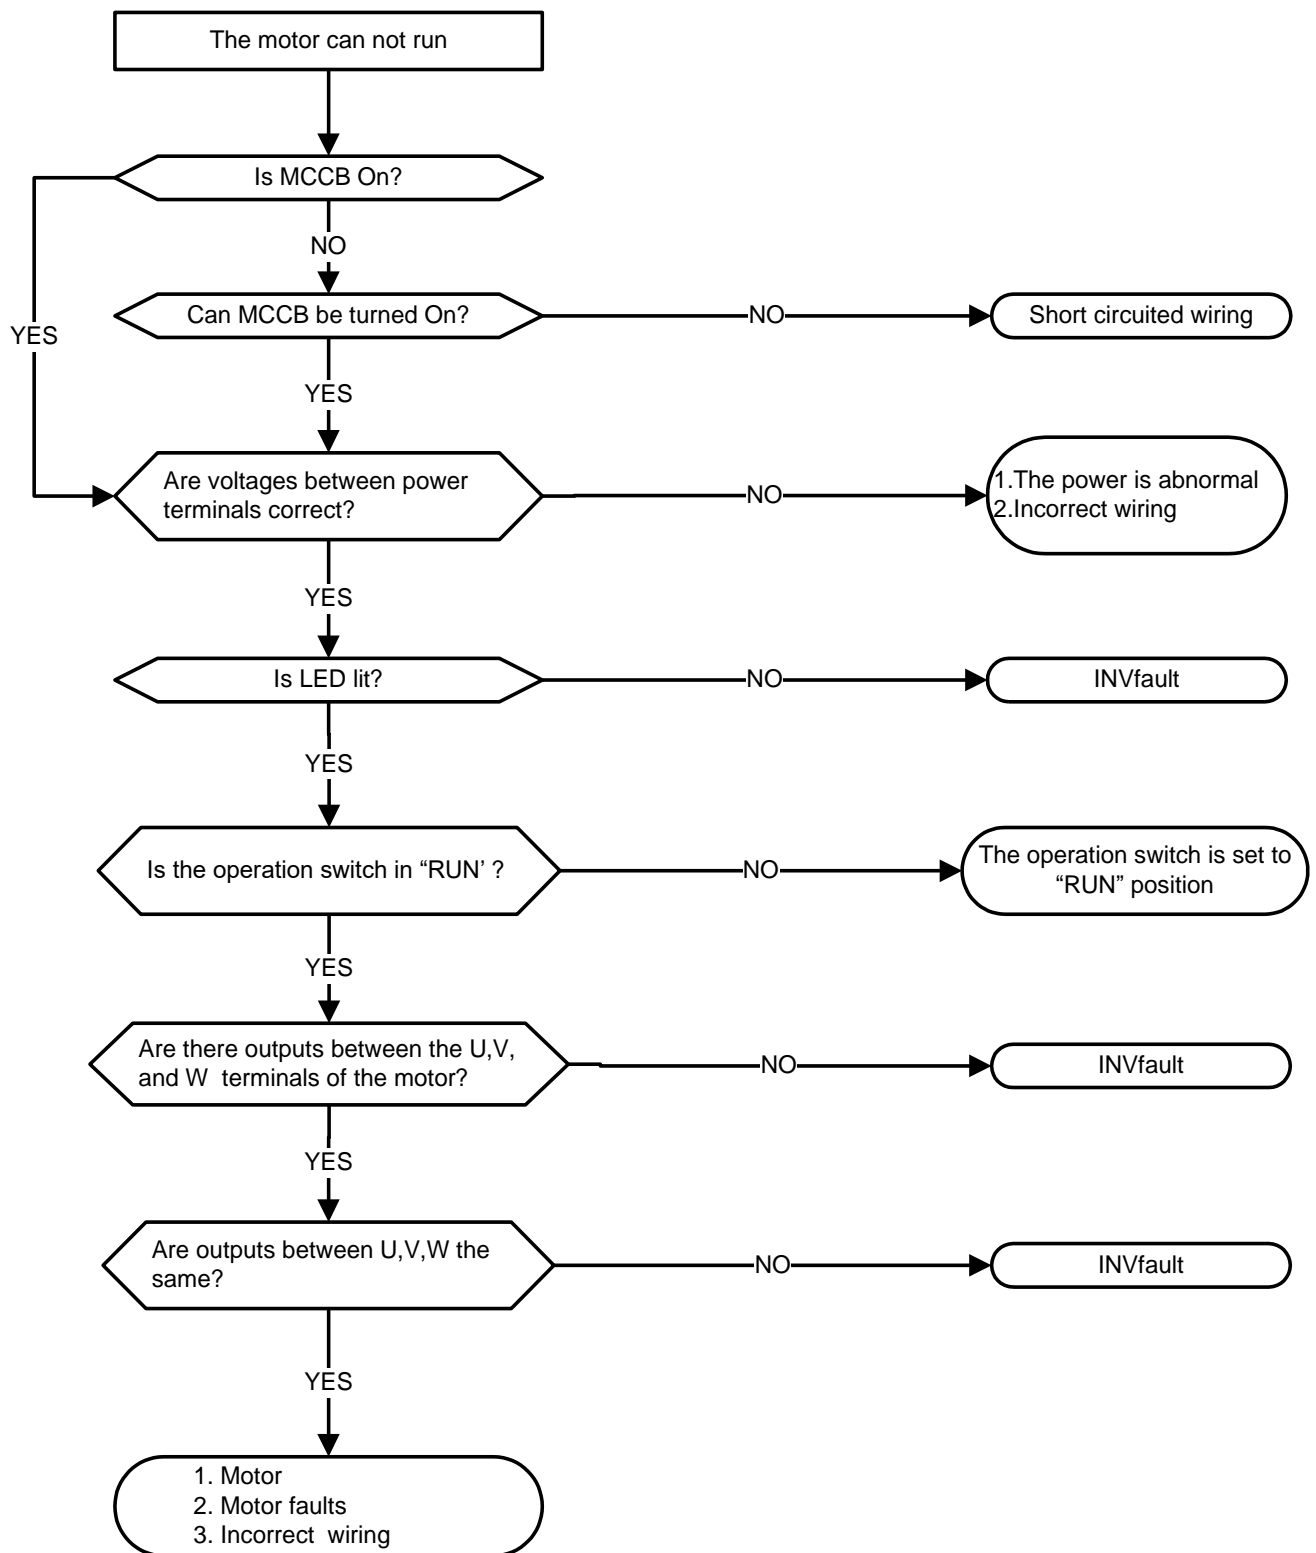 The motor can not run
Is MCCB On?
NO
Can MCCB be turned On?
NO
Short circuited wiring
YES
YES
Are voltages between power
terminals correct?
NO
1.The power is abnormal
2.Incorrect wiring
YES
Is LED lit?
NO
INVfault
YES
Is the operation switch in “RUN’ ?
NO
The operation switch is set to
“RUN” position
YES
Are there outputs between the U,V,
and W terminals of the motor?
NO
INVfault
YES
Are outputs between U,V,W the
same?
NO
INVfault
YES
1. Motor
2. Motor faults
3. Incorrect wiring